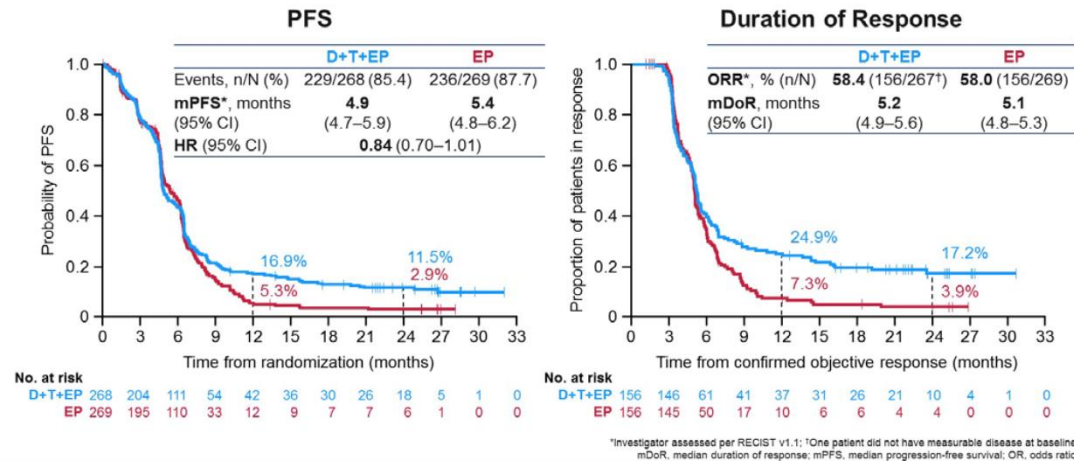 PFS
D+T+EP EP
Events, n/N (%) 229/268 (85.4) 236/269 (87.7)
mPFS*, months 4.9 5.4
(95% CI) (4.7–5.9) (4.8–6.2)
HR (95% CI) 0.84 (0.70–1.01)
Probability of PFS
1.0
0.8
0.6
0.4
0.2
0
16.9%
5.3%
11.5%
2.9%
0 3 6 9 12 15 18 21 24 27 30 33
Time from randomization (months)
No. at risk
D+T+EP 268 204 111 54 42 36 30 26 18 5 1 0
EP 269 195 110 33 12 9 7 7 6 1 0 0
Duration of Response
D+T+EP EP
ORR*, % (n/N) 58.4 (156/267†) 58.0 (156/269)
mDoR, months 5.2 5.1
(95% CI) (4.9–5.6) (4.8–5.3)
Proportion of patients in response
1.0
0.8
0.6
0.4
0.2
0
24.9%
7.3%
17.2%
3.9%
0 3 6 9 12 15 18 21 24 27 30 33
Time from confirmed objective response (months)
No. at risk
D+T+EP 156 146 61 41 37 31 26 21 10 4 1 0
EP 156 145 50 17 10 6 6 4 4 0 0 0
*Investigator assessed per RECIST v1.1; †One patient did not have measurable disease at baseline
mDoR, median duration of response; mPFS, median progression-free survival; OR, odds ratio